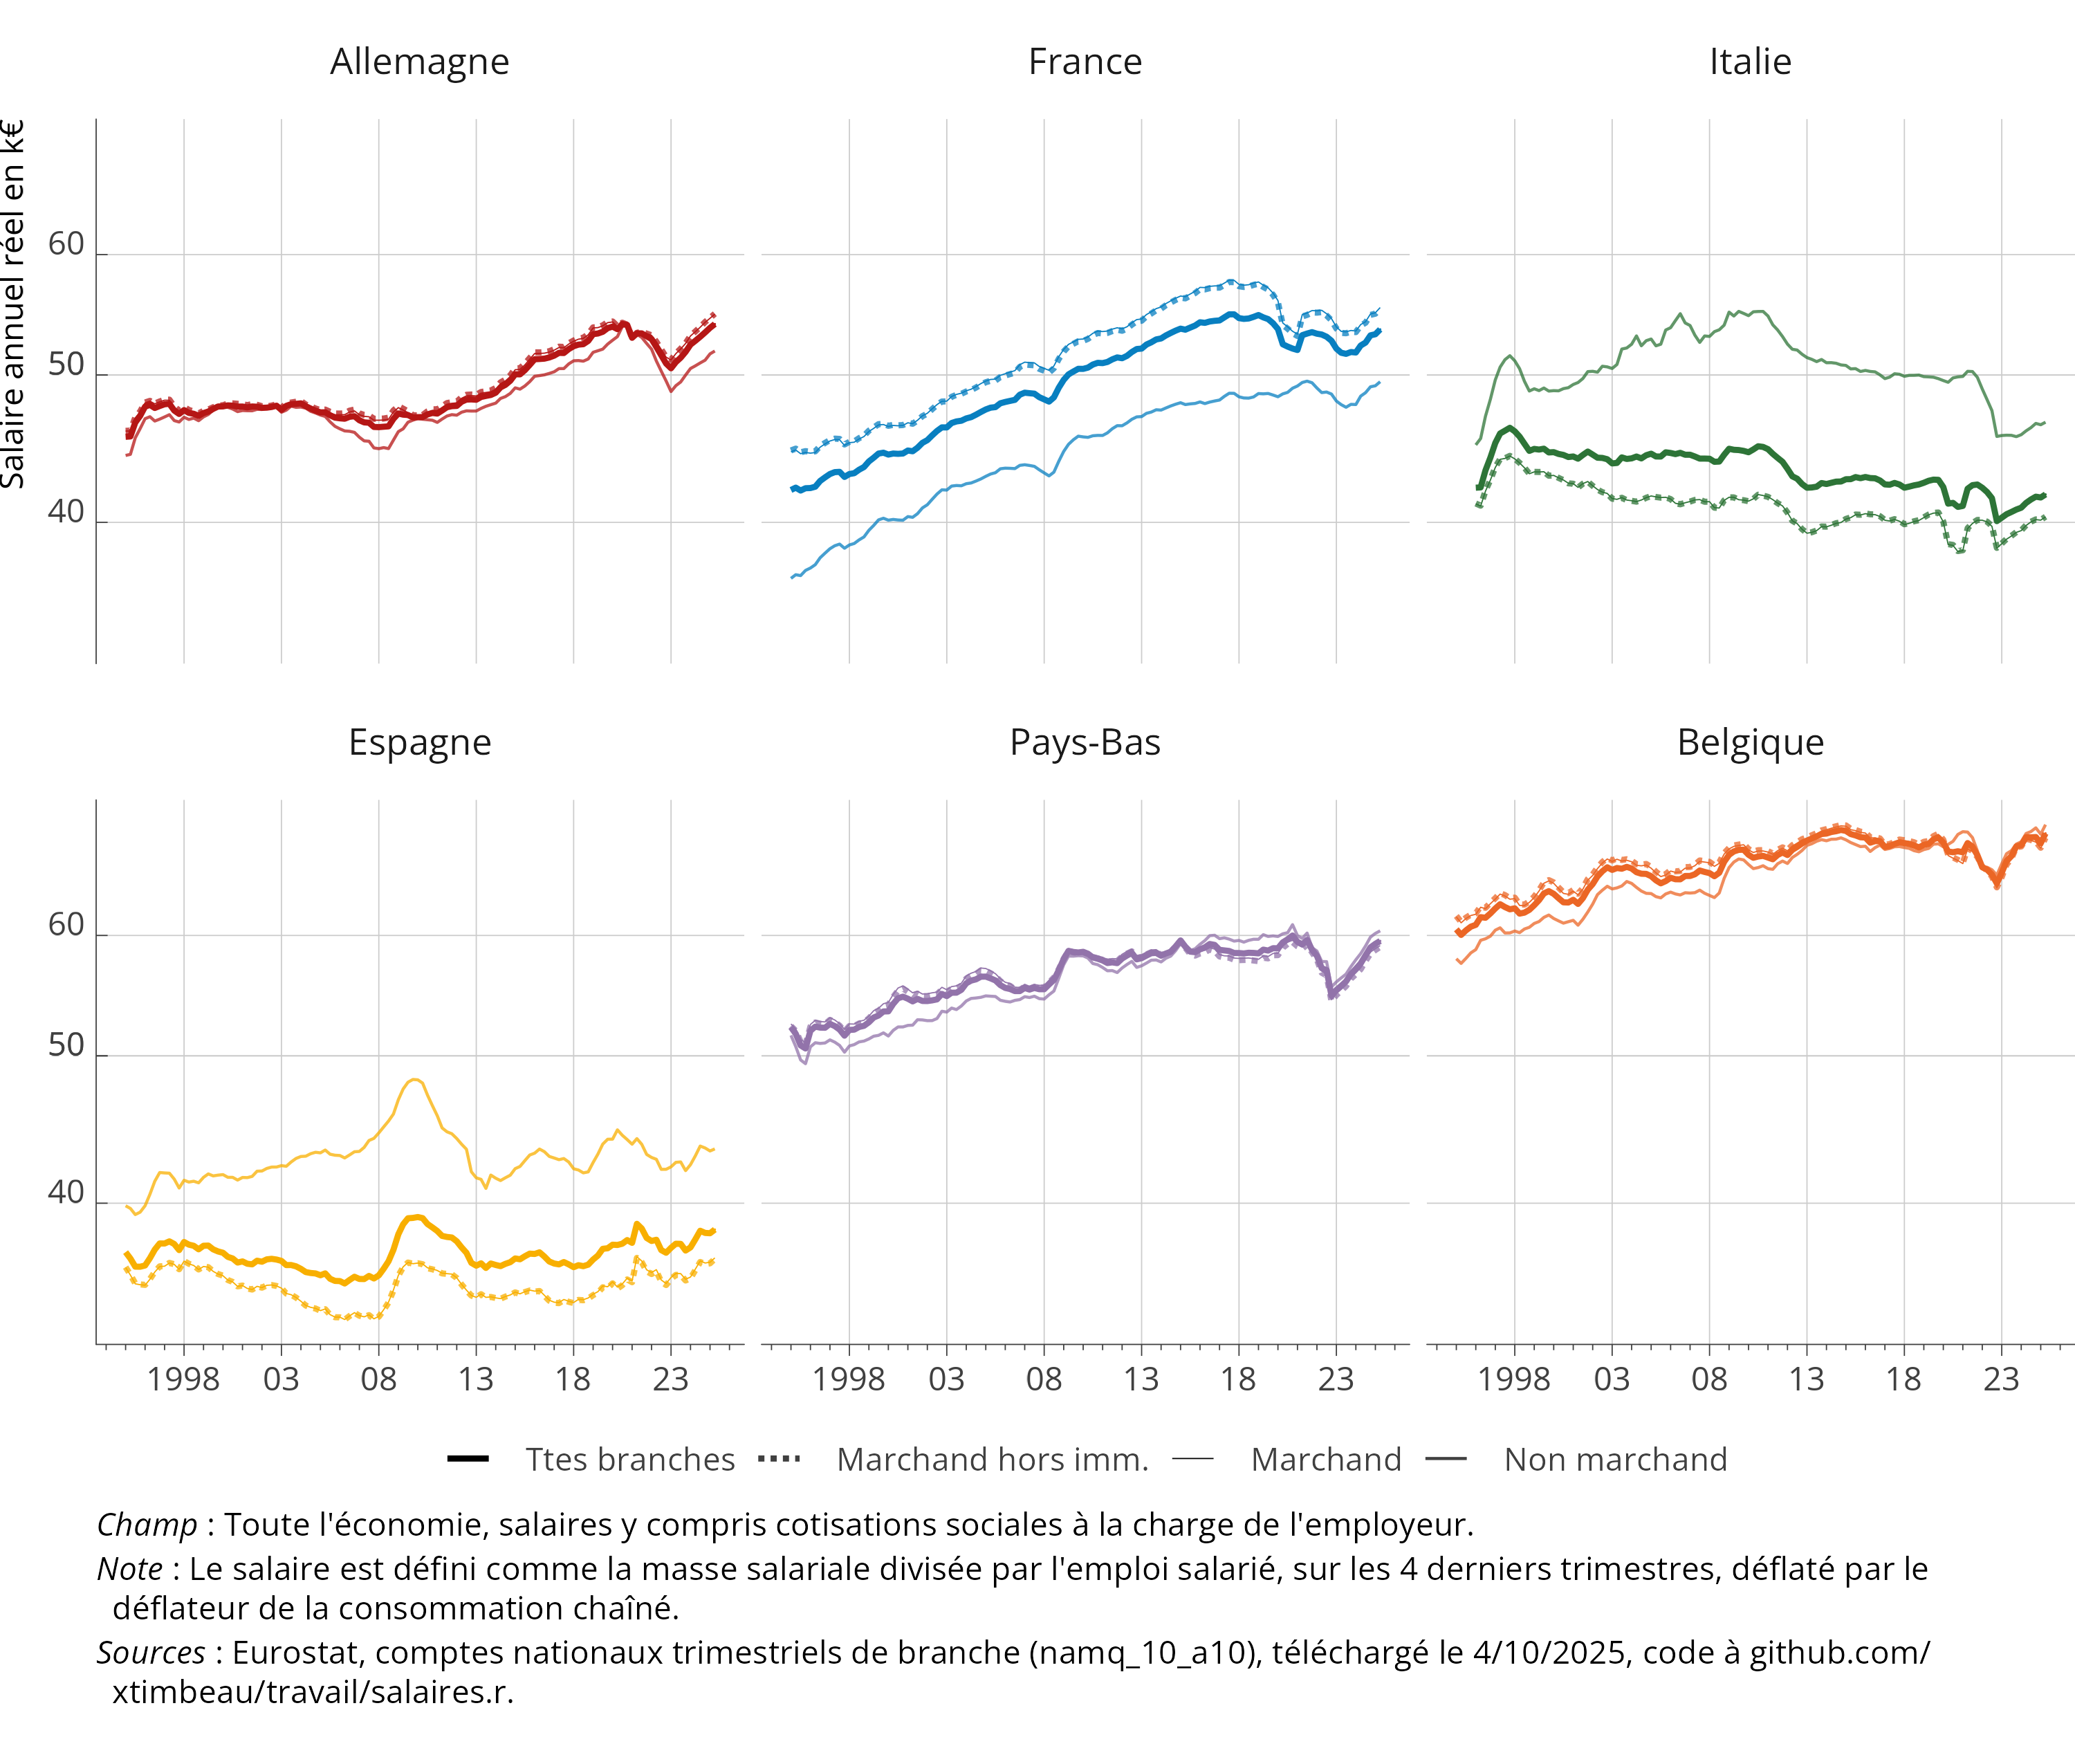 Allemagne
France
Italie
Salaire annuel réel en k€
60
50
40
Espagne
Pays-Bas
Belgique
60
50
40
1998 03 08 13 18 23
1998 03 08 13 18 23
1998 03 08 13 18 23
Ttes branches Marchand hors imm. Marchand Non marchand
Champ : Toute l'économie, salaires y compris cotisations sociales à la charge de l'employeur.
Note : Le salaire est défini comme la masse salariale divisée par l'emploi salarié, sur les 4 derniers trimestres, déflaté par le
déflateur de la consommation chaîné.
Sources : Eurostat, comptes nationaux trimestriels de branche (namq_10_a10), téléchargé le 4/10/2025, code à github.com/
xtimbeau/travail/salaires.r.